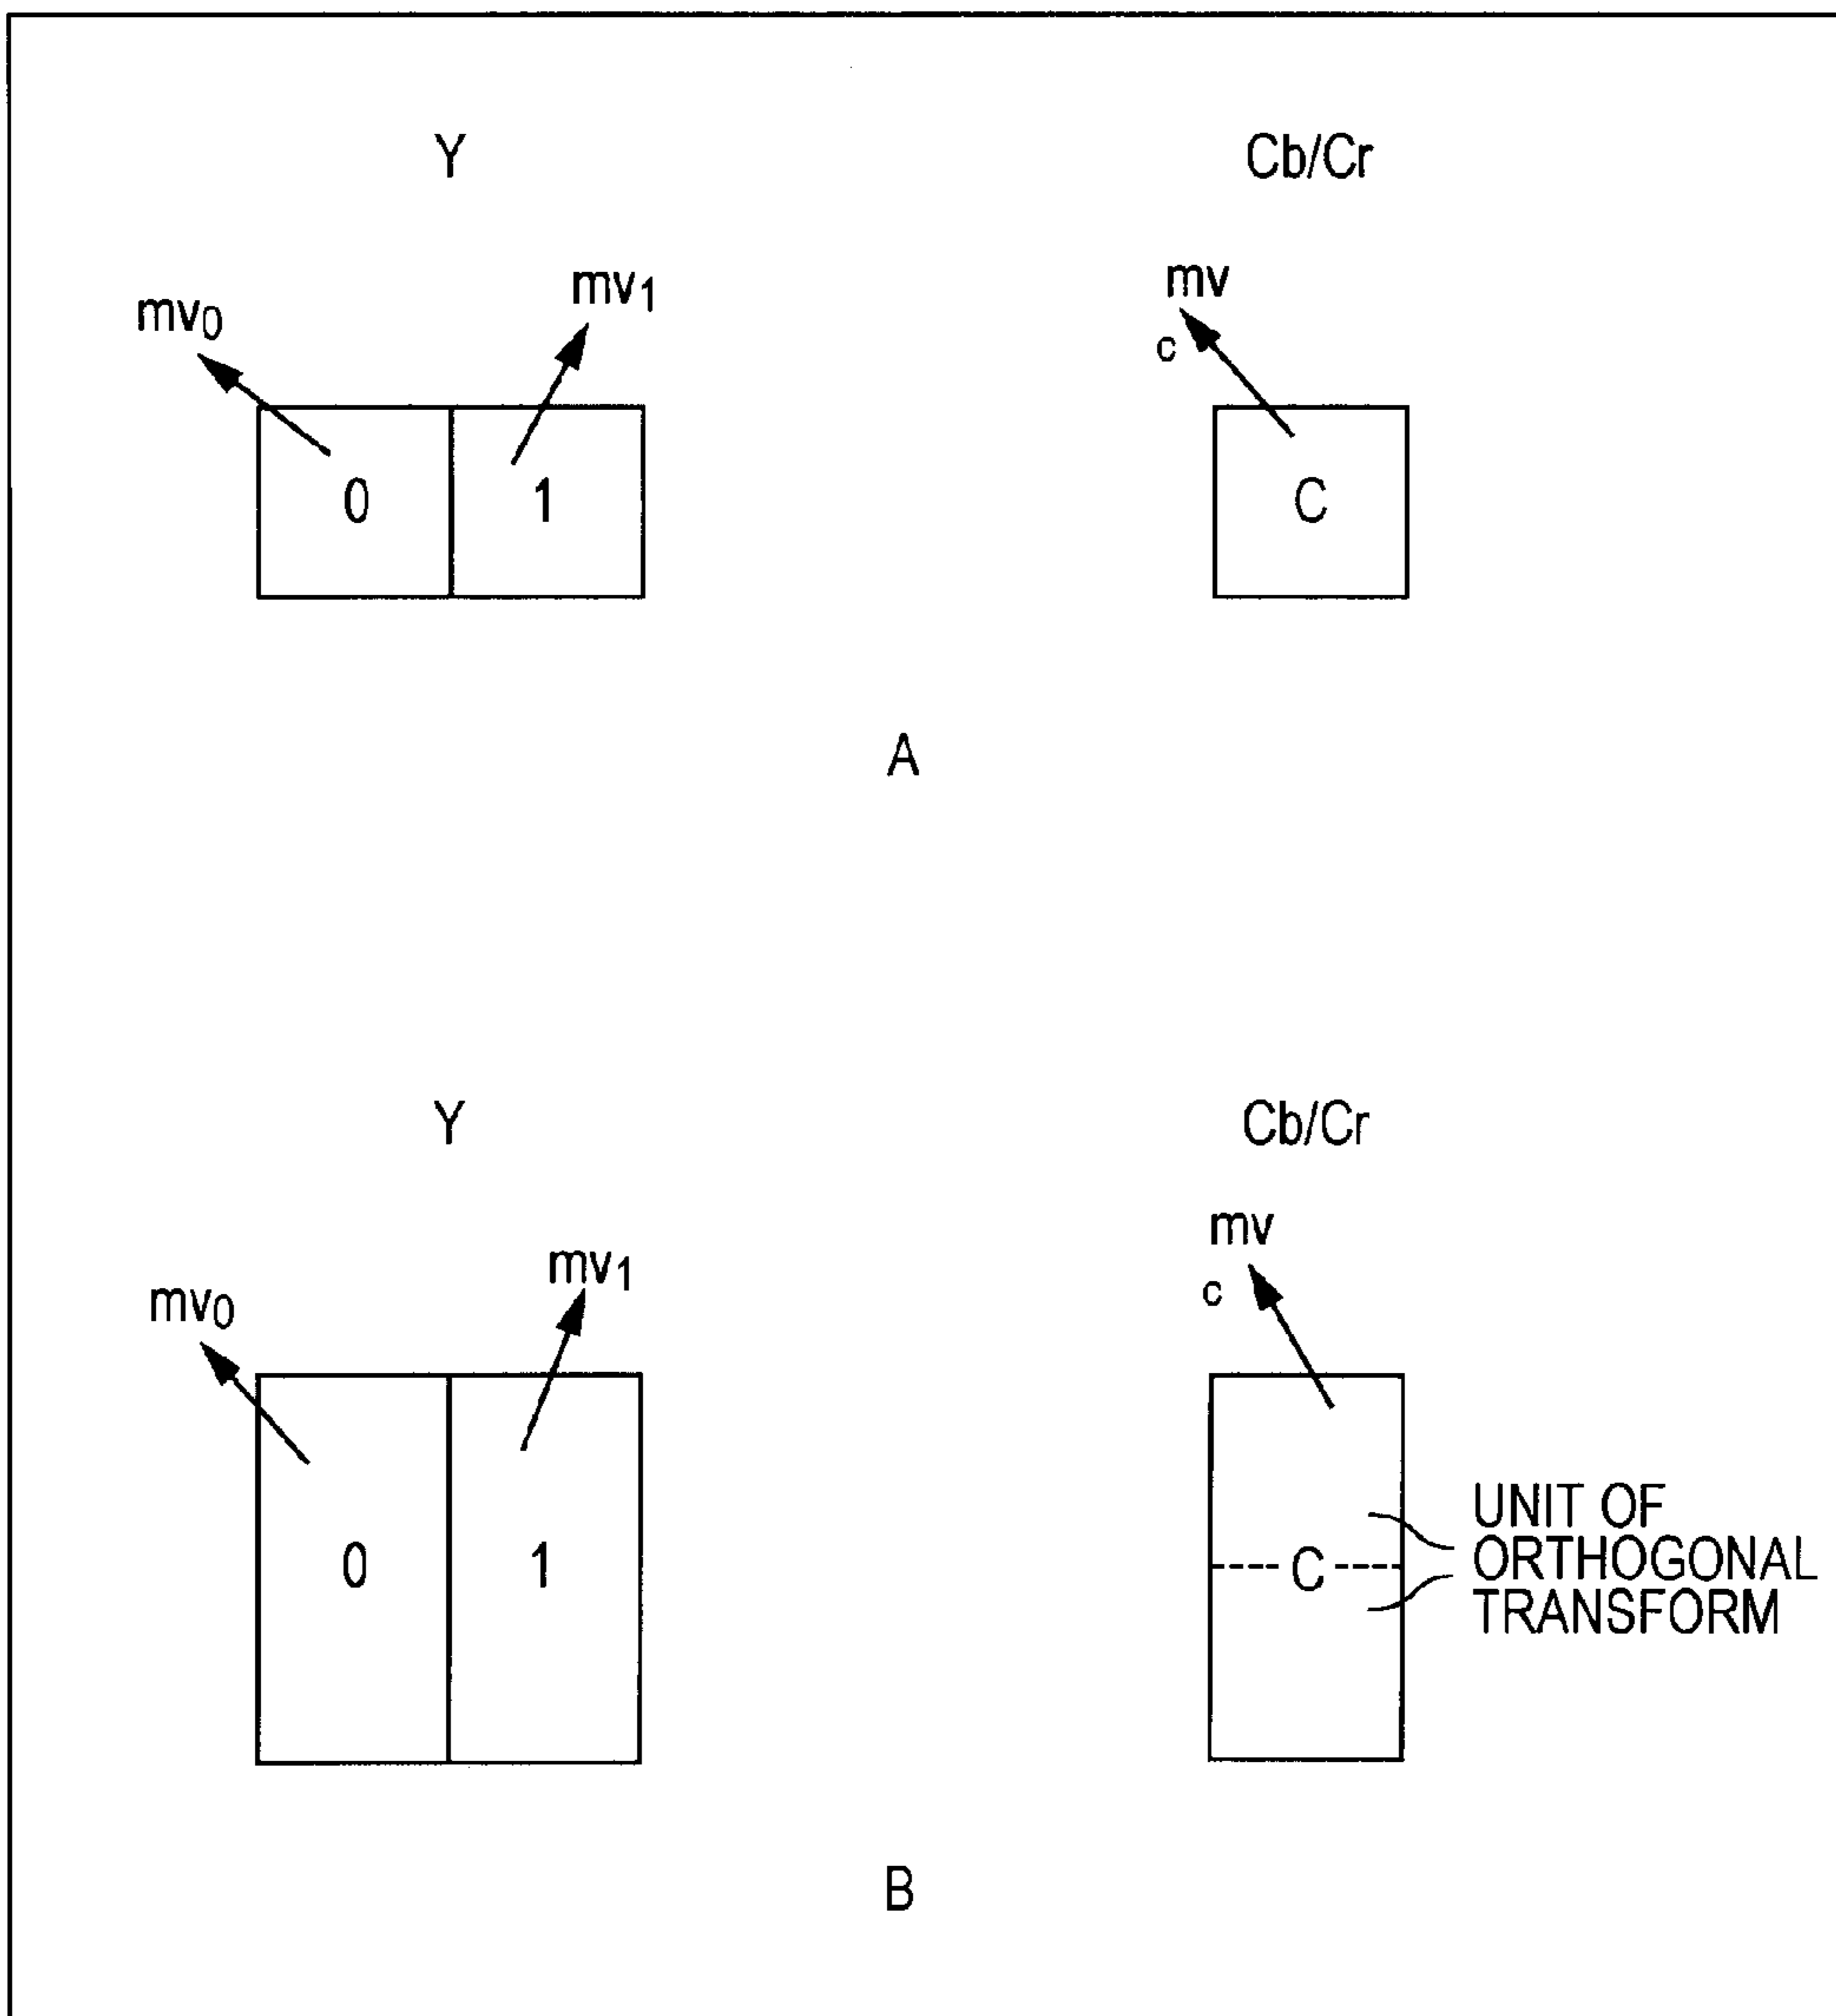 Y
Cb/Cr
mv0
mv1
mv
c
0
1
C
A
Y
Cb/Cr
mv0
mv1
mv
c
0
1
C
UNIT OF
ORTHOGONAL
TRANSFORM
B